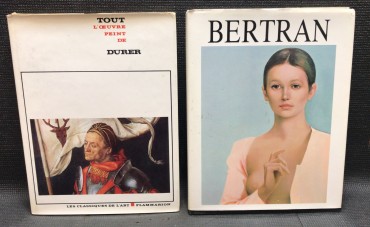 TOUT
L'ŒUVRE
PEINT
DE
DURER
LES CLASSIQUES DE L'ART FLAMMARION
BERTRAN